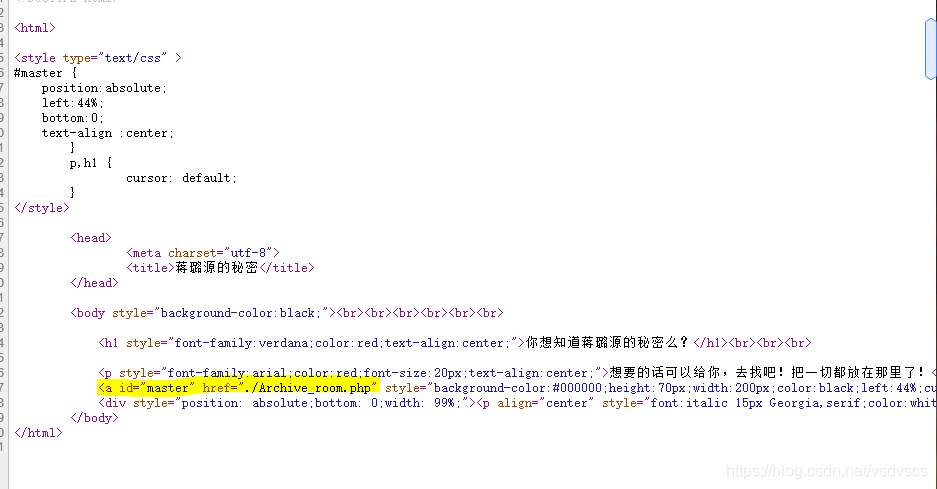 <html>
<style type="text/css" >
#master {
position:absolute;
left:44%;
bottom:0;
text-align :center;
}
p,h1 {
cursor: default;
}
</style>
<head>
<meta charset="utf-8">
<title>蒋璐源的秘密</title>
</head>
<body style="background-color:black;"><br><br><br><br><br><br>
<h1 style="font-family:verdana;color:red;text-align:center;">你想知道蒋璐源的秘密么?</h1><br><br><br>
<p style="font-family:arial;color:red;font-size:20px;text-align:center;">想要的话可以给你,去找吧!把一切都放在那里了!<
<a id="master" href="./Archive_room.php" style="background-color:#000000;height:70px;width:200px;color:black;left:44%;cu
<div style="position: absolute;bottom: 0;width: 99%;"><p align="center" style="font:italic 15px Georgia,serif;color:whit
</body>
</html>
https://blog.csdn.net/vsdvscs